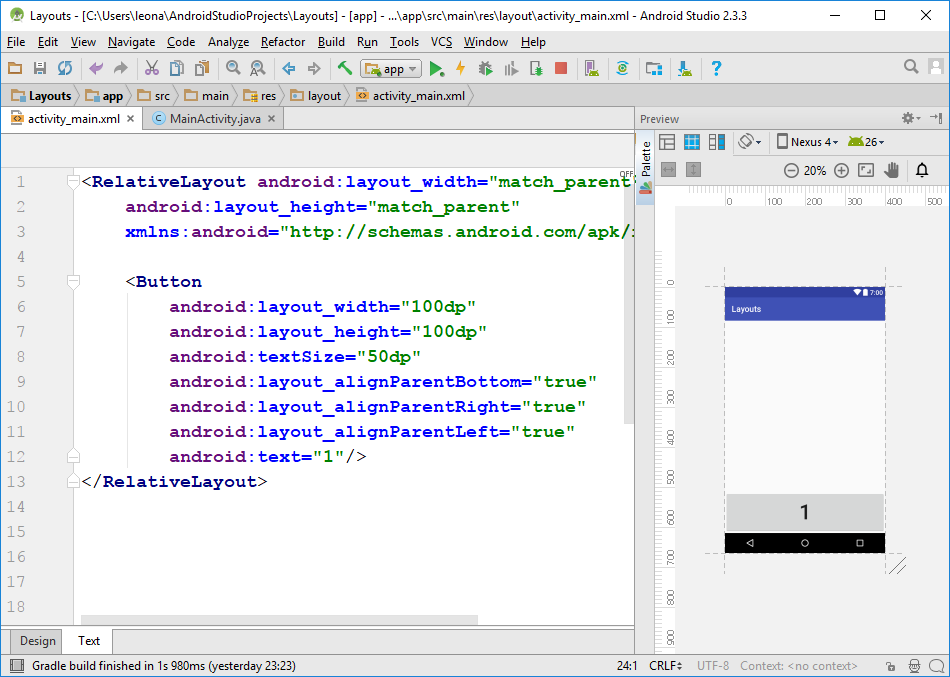 Layouts - [C:\Users\leona\AndroidStudioProjects\Layouts] - [app] - ...\app\src\main\res\layout\activity_main.xml - Android Studio 2.3.3
File Edit View Navigate Code Analyze Refactor Build Run Tools VCS Window Help
app
Layouts app src main res layout activity_main.xml
activity_main.xml MainActivity.java
Preview
Palette
Nexus 4 26
OFF
20%
0 100 200 300 400 500
1 <RelativeLayout android:layout_width="match_parent
2 android:layout_height="match_parent"
3 xmlns:android="http://schemas.android.com/apk/
4
5 <Button
6 android:layout_width="100dp"
7 android:layout_height="100dp"
8 android:textSize="50dp"
9 android:layout_alignParentBottom="true"
10 android:layout_alignParentRight="true"
11 android:layout_alignParentLeft="true"
12 android:text="1"/>
13 </RelativeLayout>
14
15
16
17
18
0
100
200
300
400
500
600
700
800
900
7:00
Layouts
1
Design Text
Gradle build finished in 1s 980ms (yesterday 23:23)
24:1 CRLF UTF-8 Context: <no context>